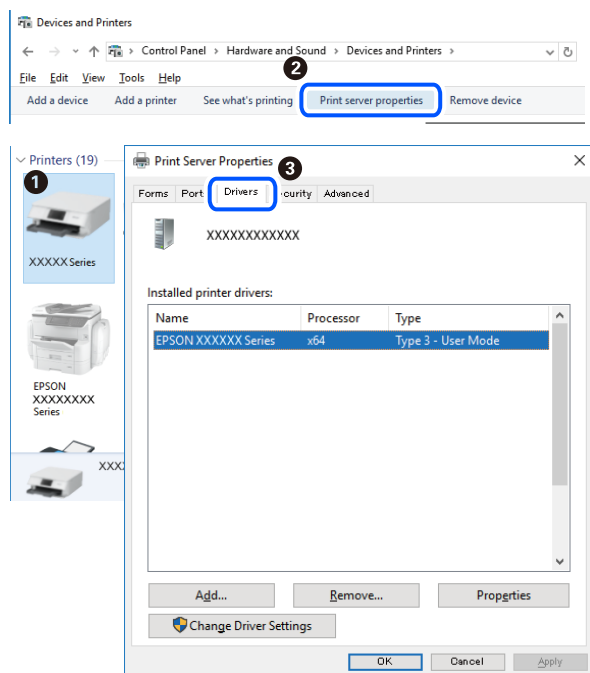 Devices and Printers
Control Panel > Hardware and Sound > Devices and Printers >
2
File Edit View Tools Help
Add a device Add a printer See what's printing Print server properties Remove device
Printers (19)
1
XXXXX Series
EPSON
XXXXXXXX
Series
XXX
Print Server Properties
3
Forms Port Drivers curity Advanced
XXXXXXXXXXXX
Installed printer drivers:
Name Processor Type
EPSON XXXXXX Series x64 Type 3 - User Mode
Add... Remove... Properties
Change Driver Settings
OK Cancel Apply